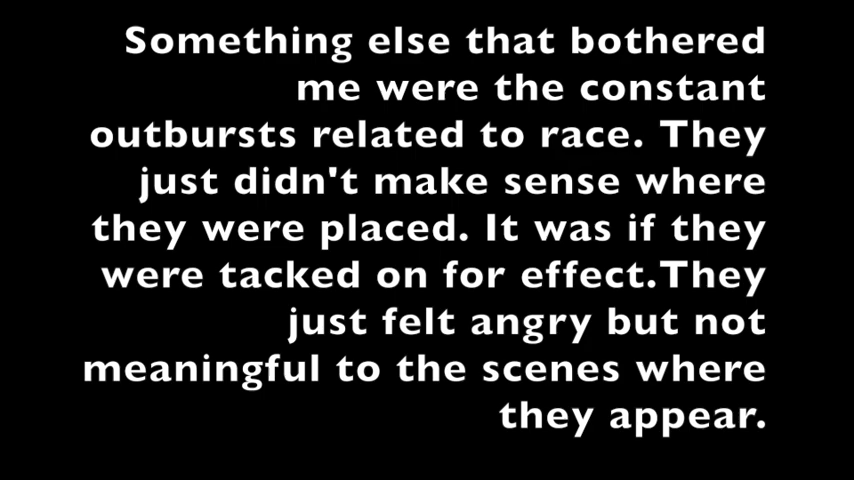 Something else that bothered
me were the constant
outbursts related to race. They
just didn't make sense where
they were placed. It was if they
were tacked on for effect.They
just felt angry but not
meaningful to the scenes where
they appear.